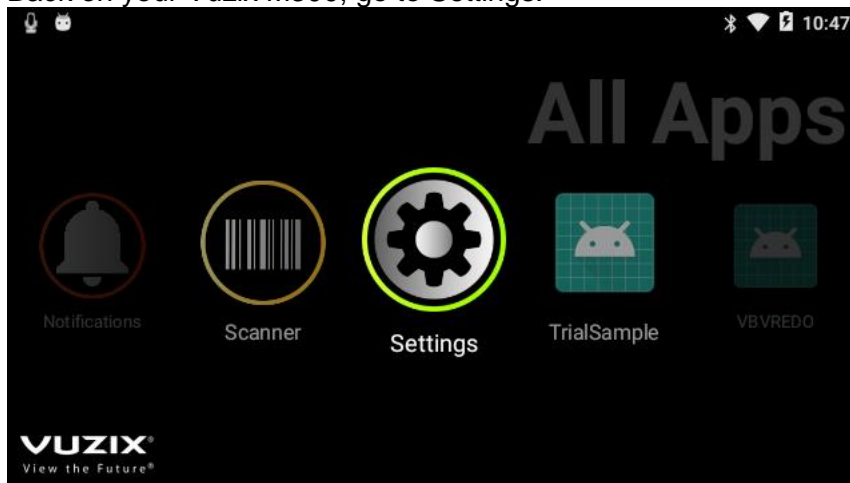 10:47
All Apps
Notifications
Scanner
Settings
TrialSample
VBVREDO
VUZIX®
View the Future®